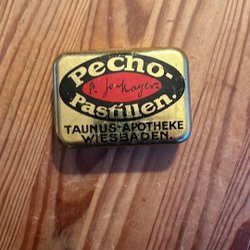 Pecho-
Pastillen.
TAUNUS-APOTHEKE
WIESBADEN.